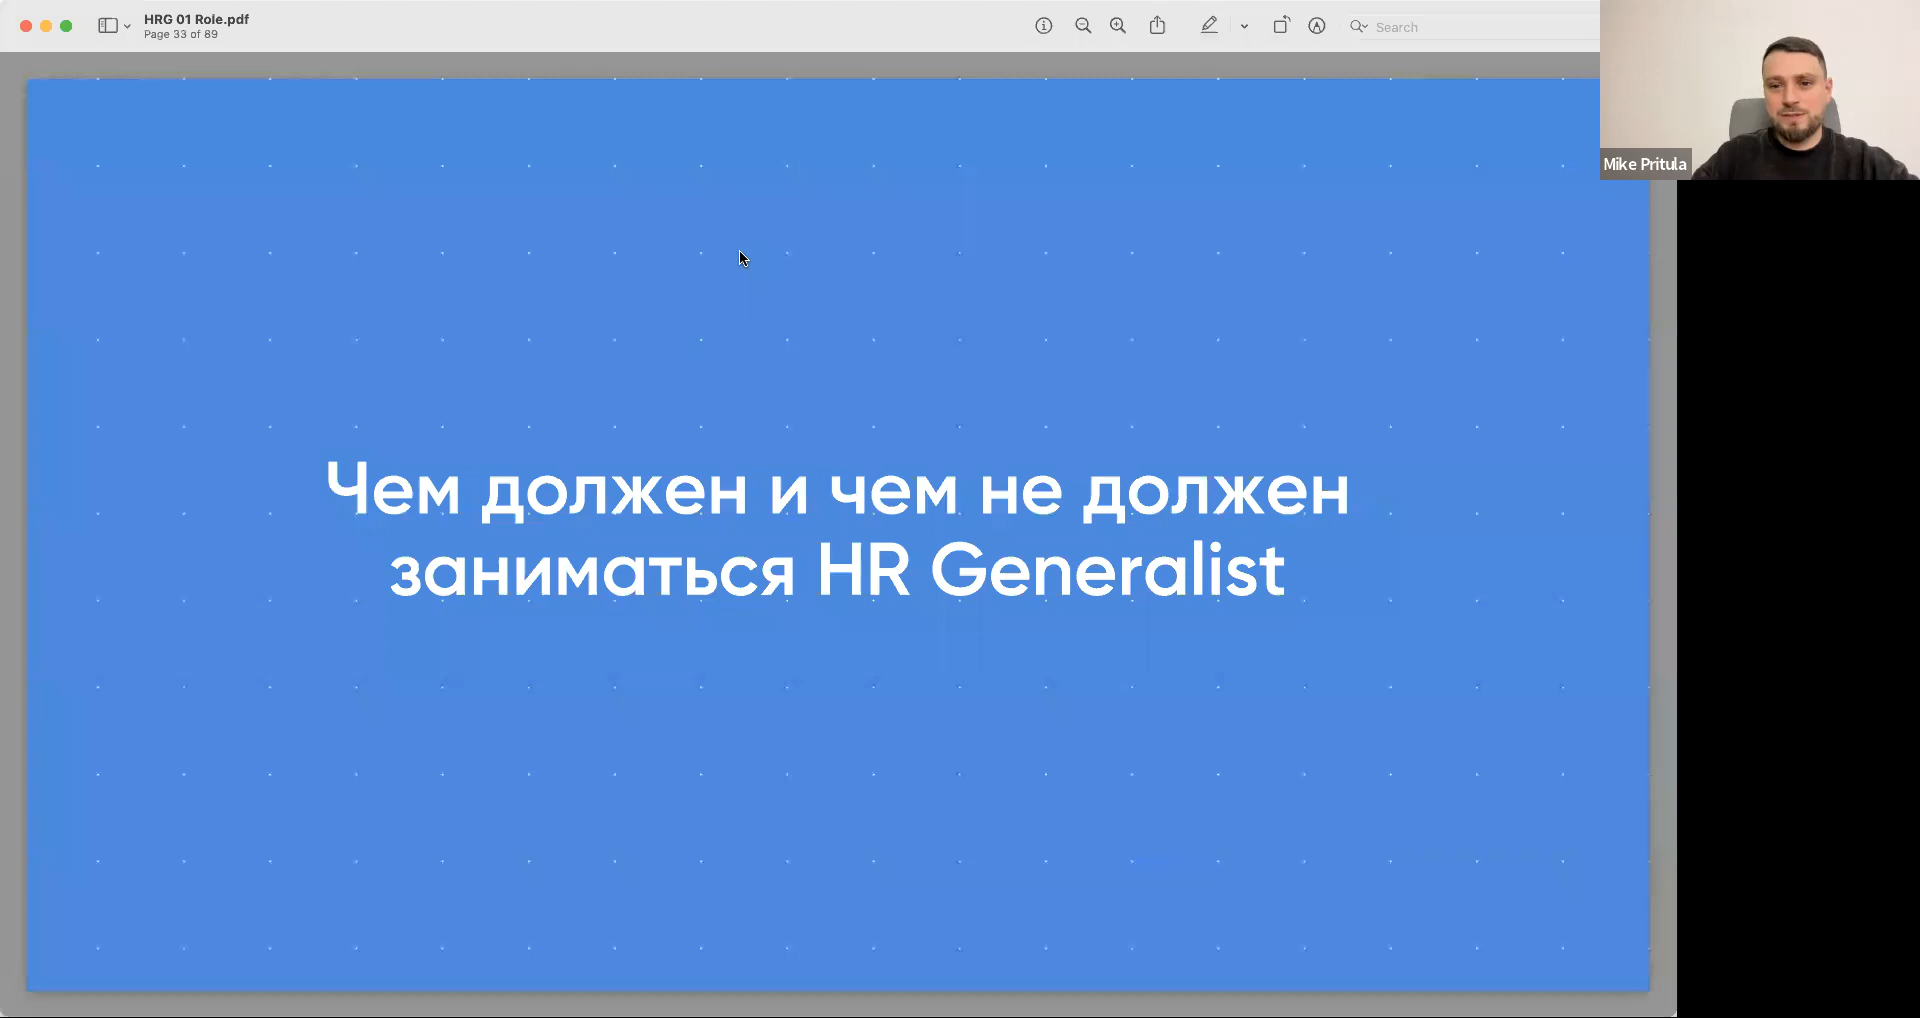 HRG 01 Role.pdf
Page 33 of 89
Search
Mike Pritula
Чем должен и чем не должен
заниматься HR Generalist